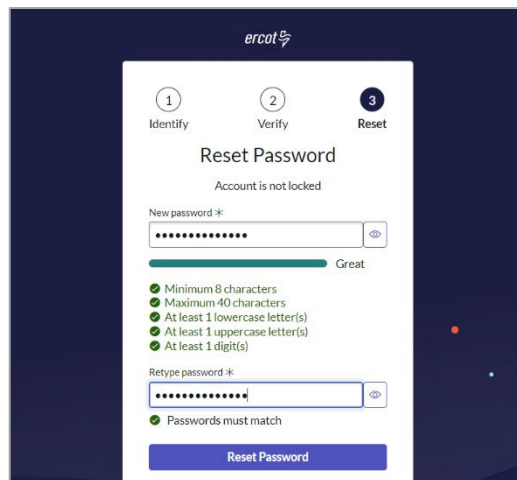 ercot
1 2 3
Identify Verify Reset
Reset Password
Account is not locked
New password *
••••••••••••••
Great
Minimum 8 characters
Maximum 40 characters
At least 1 lowercase letter(s)
At least 1 uppercase letter(s)
At least 1 digit(s)
Retype password *
••••••••••••••
Passwords must match
Reset Password